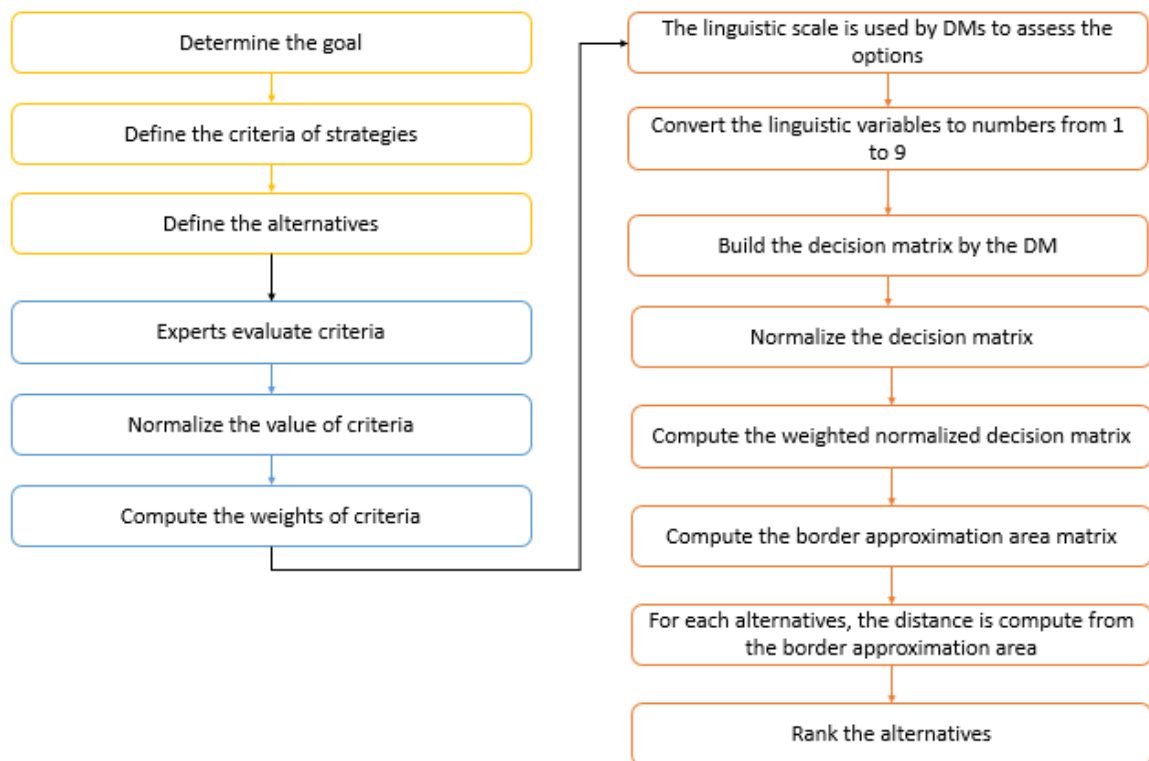 Determine the goal
Define the criteria of strategies
Define the alternatives
Experts evaluate criteria
Normalize the value of criteria
Compute the weights of criteria
The linguistic scale is used by DMs to assess the
options
Convert the linguistic variables to numbers from 1
to 9
Build the decision matrix by the DM
Normalize the decision matrix
Compute the weighted normalized decision matrix
Compute the border approximation area matrix
For each alternatives, the distance is compute from
the border approximation area
Rank the alternatives